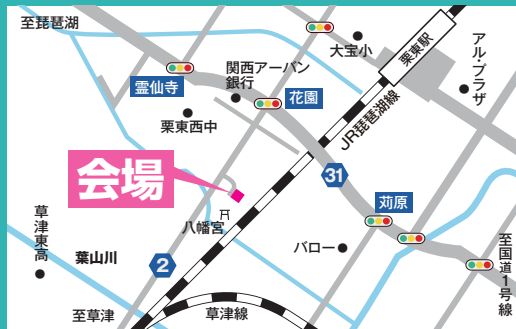 至琵琶湖
大宝小
栗東駅
アル・プラザ
霊仙寺
関西アーバン
銀行
花園
栗東西中
JR琵琶湖線
会場
31
苅原
八幡宮
草津東高
葉山川
2
バロー
至国道1号線
至草津
草津線